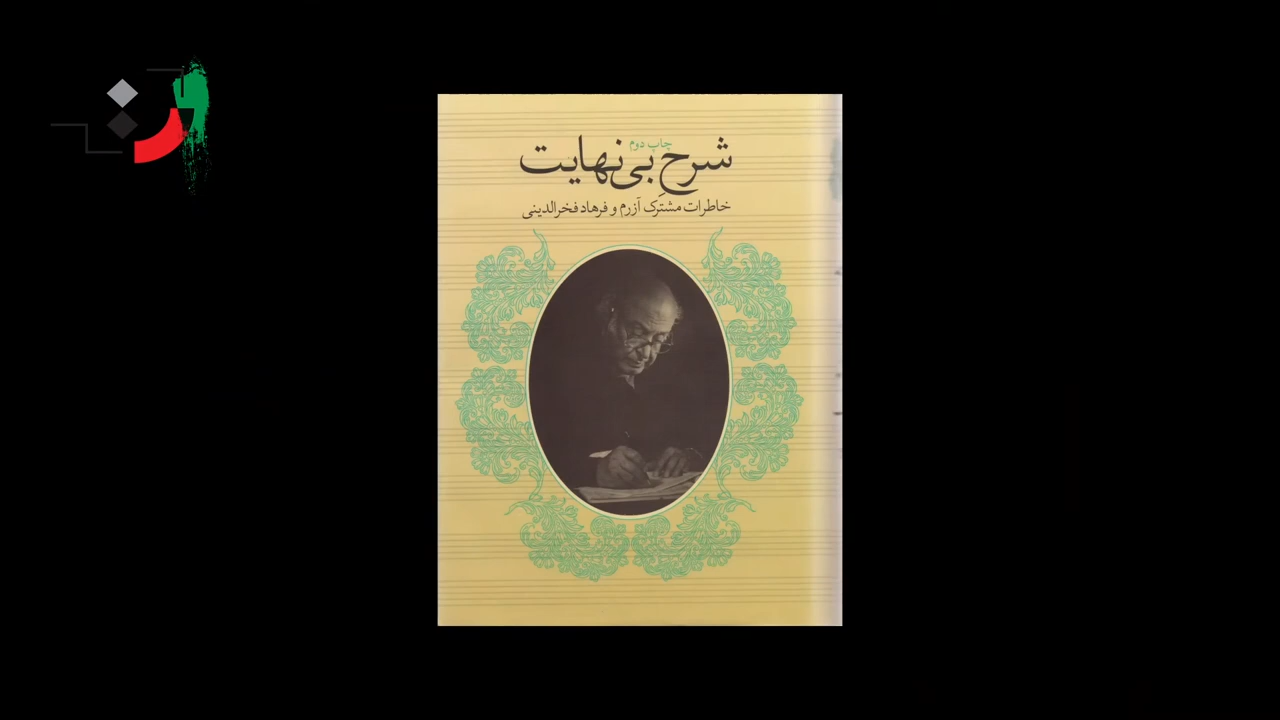 چاپ دوم
شرحِ بی‌نهایت
خاطرات مشترک آزرم و فرهاد فخرالدینی